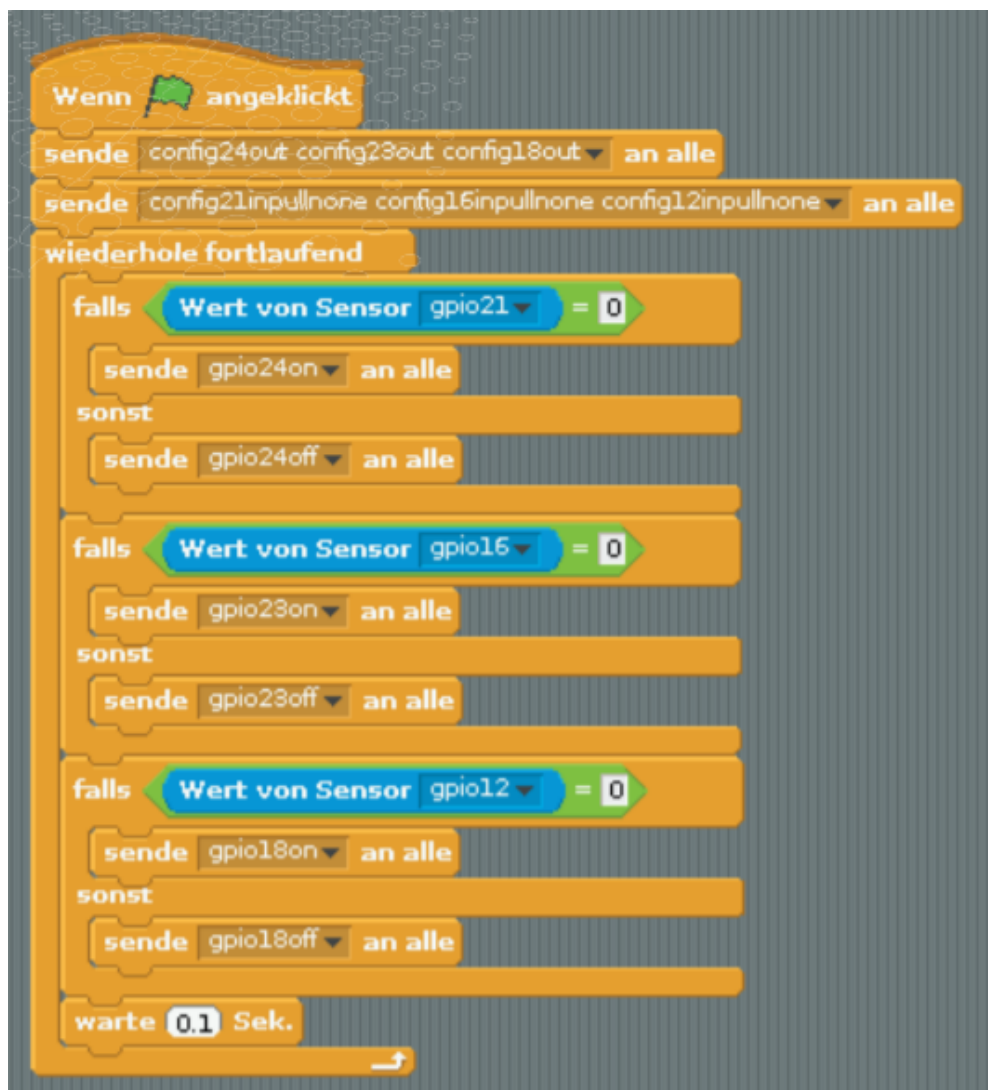 Wenn angeklickt
sende config24out config23out config18out an alle
sende config21inpullnone config16inpullnone config12inpullnone an alle
wiederhole fortlaufend
falls Wert von Sensor gpio21 = 0
sende gpio24on an alle
sonst
sende gpio24off an alle
falls Wert von Sensor gpio16 = 0
sende gpio23on an alle
sonst
sende gpio23off an alle
falls Wert von Sensor gpio12 = 0
sende gpio18on an alle
sonst
sende gpio18off an alle
warte 0.1 Sek.